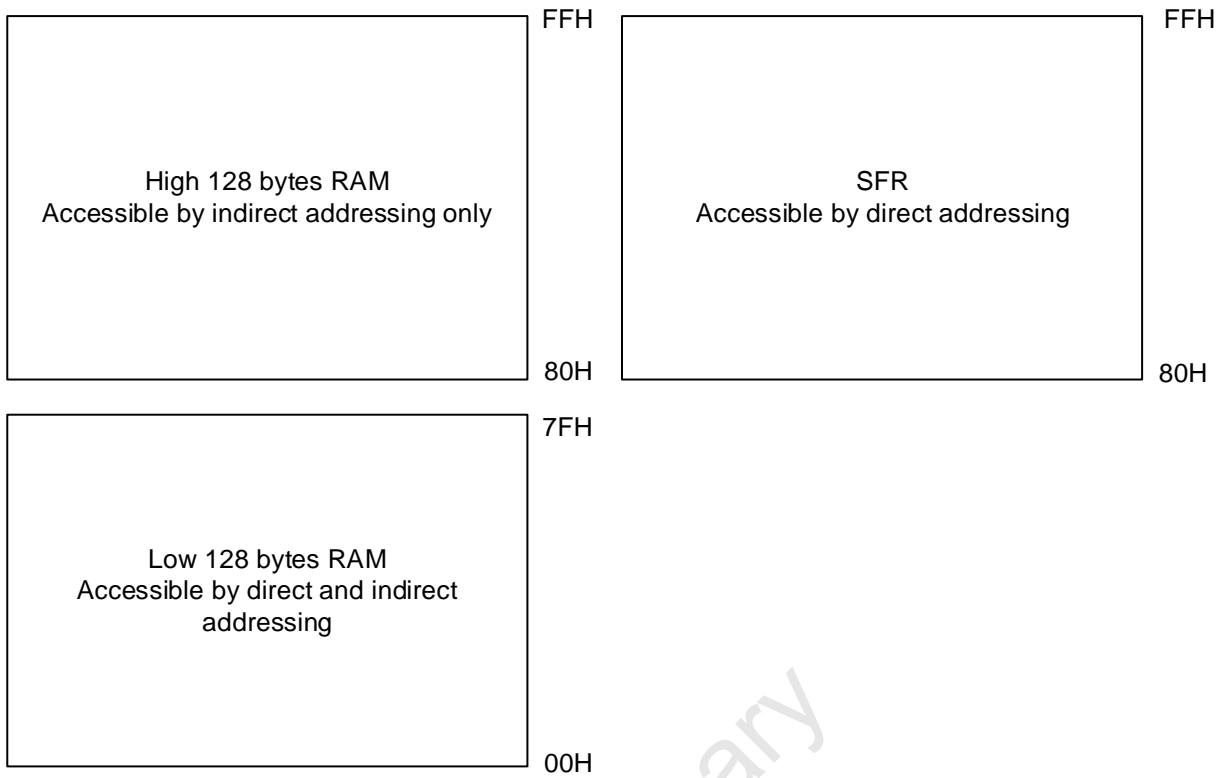 FFH
High 128 bytes RAM
Accessible by indirect addressing only
80H
FFH
SFR
Accessible by direct addressing
80H
7FH
Low 128 bytes RAM
Accessible by direct and indirect
addressing
00H
ary